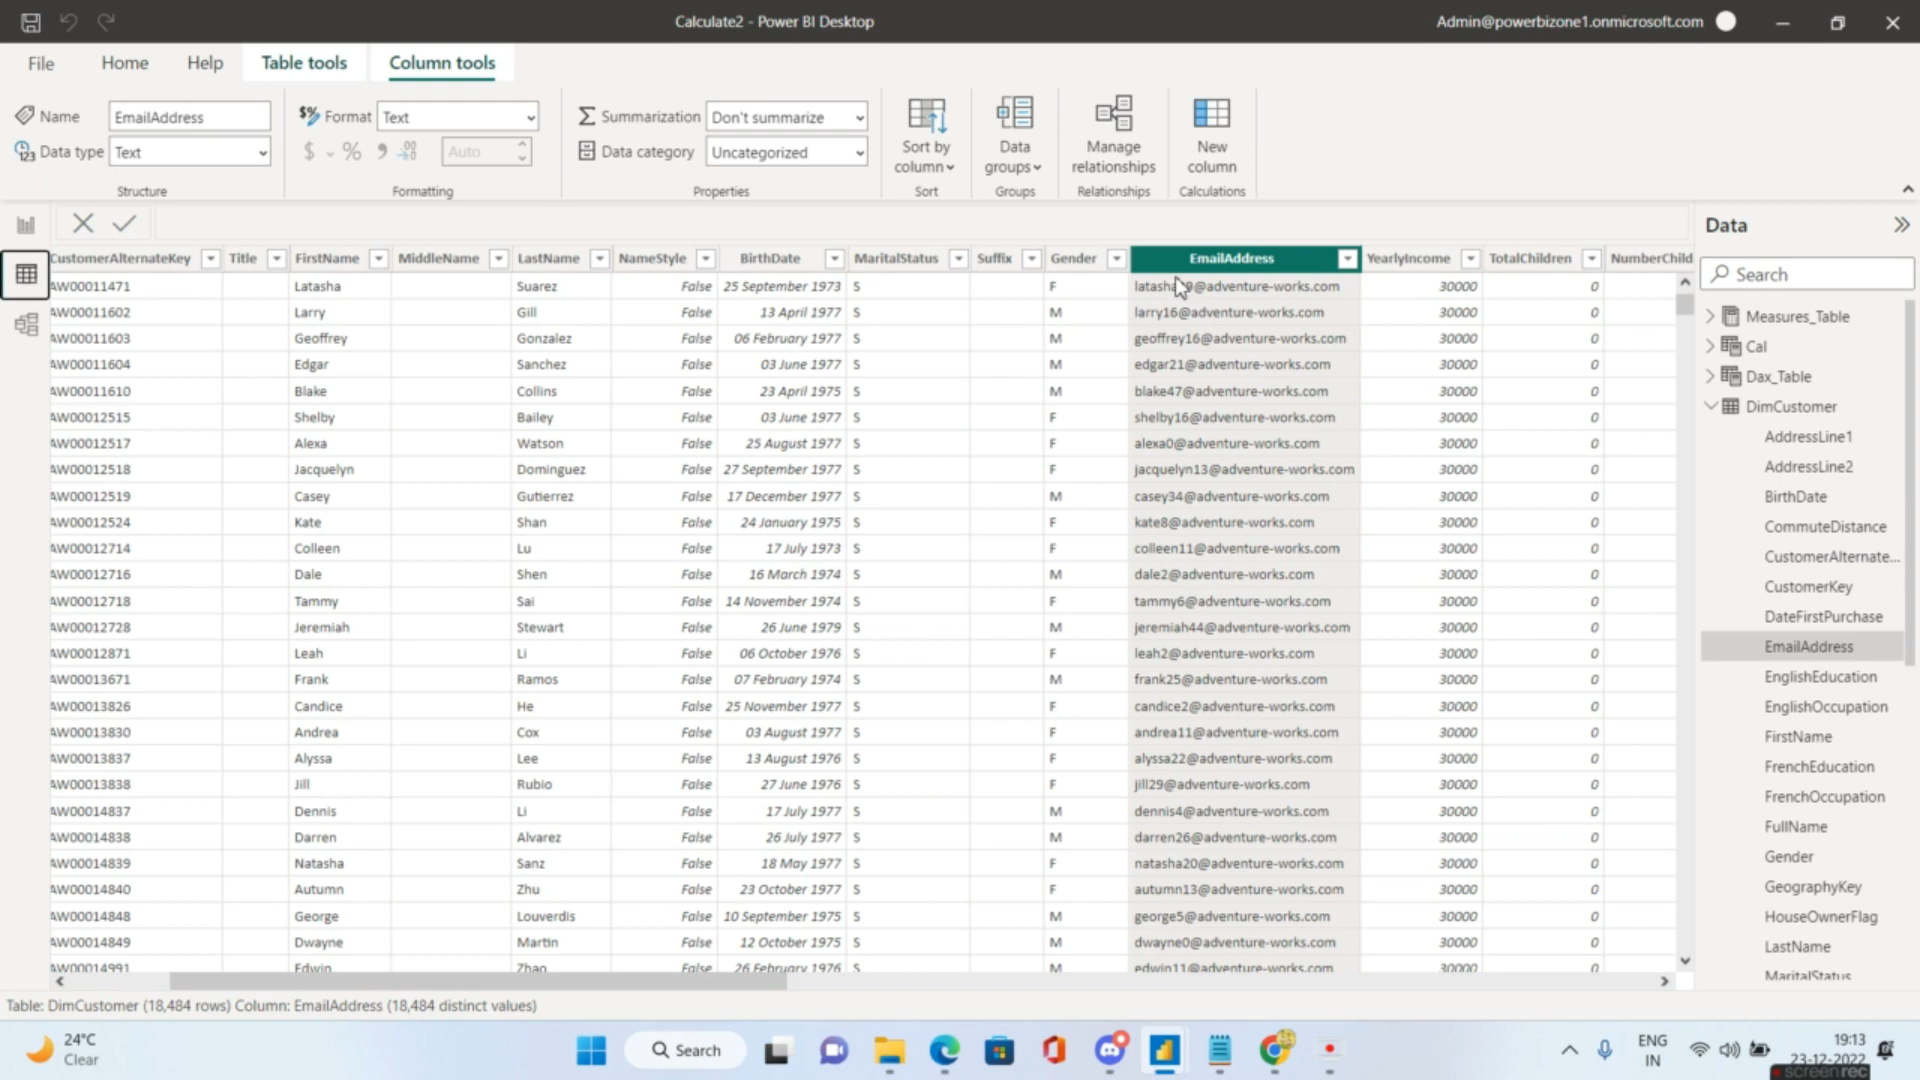 Calculate2 - Power BI Desktop
Admin@powerbizone1.onmicrosoft.com
File Home Help Table tools Column tools
Name EmailAddress
Data type Text
Structure
Format Text
$ % Auto
Formatting
Summarization Don't summarize
Data category Uncategorized
Properties
Sort by column
Sort
Data groups
Groups
Manage relationships
Relationships
New column
Calculations
CustomerAlternateKey Title FirstName MiddleName LastName NameStyle BirthDate MaritalStatus Suffix Gender EmailAddress YearlyIncome TotalChildren NumberChild
AW00011471 Latasha Suarez False 25 September 1973 S F 9@adventure-works.com 30000 0
AW00011602 Larry Gill False 13 April 1977 S M larry16@adventure-works.com 30000 0
AW00011603 Geoffrey Gonzalez False 06 February 1977 S M geoffrey16@adventure-works.com 30000 0
AW00011604 Edgar Sanchez False 03 June 1977 S M edgar21@adventure-works.com 30000 0
AW00011610 Blake Collins False 23 April 1975 S M blake47@adventure-works.com 30000 0
AW00012515 Shelby Bailey False 03 June 1977 S F shelby16@adventure-works.com 30000 0
AW00012517 Alexa Watson False 25 August 1977 S F alexa0@adventure-works.com 30000 0
AW00012518 Jacquelyn Dominguez False 27 September 1977 S F jacquelyn13@adventure-works.com 30000 0
AW00012519 Casey Gutierrez False 17 December 1977 S M casey34@adventure-works.com 30000 0
AW00012524 Kate Shan False 24 January 1975 S F kate8@adventure-works.com 30000 0
AW00012714 Colleen Lu False 17 July 1973 S F colleen11@adventure-works.com 30000 0
AW00012716 Dale Shen False 16 March 1974 S M dale2@adventure-works.com 30000 0
AW00012718 Tammy Sai False 14 November 1974 S F tammy6@adventure-works.com 30000 0
AW00012728 Jeremiah Stewart False 26 June 1979 S M jeremiah44@adventure-works.com 30000 0
AW00012871 Leah Li False 06 October 1976 S F leah2@adventure-works.com 30000 0
AW00013671 Frank Ramos False 07 February 1974 S M frank25@adventure-works.com 30000 0
AW00013826 Candice He False 25 November 1977 S F candice2@adventure-works.com 30000 0
AW00013830 Andrea Cox False 03 August 1977 S F andrea11@adventure-works.com 30000 0
AW00013837 Alyssa Lee False 13 August 1976 S F alyssa22@adventure-works.com 30000 0
AW00013838 Jill Rubio False 27 June 1976 S F jill29@adventure-works.com 30000 0
AW00014837 Dennis Li False 17 July 1977 S M dennis4@adventure-works.com 30000 0
AW00014838 Darren Alvarez False 26 July 1977 S M darren26@adventure-works.com 30000 0
AW00014839 Natasha Sanz False 18 May 1977 S F natasha20@adventure-works.com 30000 0
AW00014840 Autumn Zhu False 23 October 1977 S F autumn13@adventure-works.com 30000 0
AW00014848 George Louverdis False 10 September 1975 S M george5@adventure-works.com 30000 0
AW00014849 Dwayne Martin False 12 October 1975 S M dwayne0@adventure-works.com 30000 0
AW00014991 Edwin Zhao False 26 February 1976 S M edwin11@adventure-works.com 30000 0
Data
Search
Measures_Table
Cal
Dax_Table
DimCustomer
AddressLine1
AddressLine2
BirthDate
CommuteDistance
CustomerAlternate...
CustomerKey
DateFirstPurchase
EmailAddress
EnglishEducation
EnglishOccupation
FirstName
FrenchEducation
FrenchOccupation
FullName
Gender
GeographyKey
HouseOwnerFlag
LastName
MaritalStatus
Table: DimCustomer (18,484 rows) Column: EmailAddress (18,484 distinct values)
24°C
Clear
Search
ENG
IN
19:13
23-12-2022
screenrec